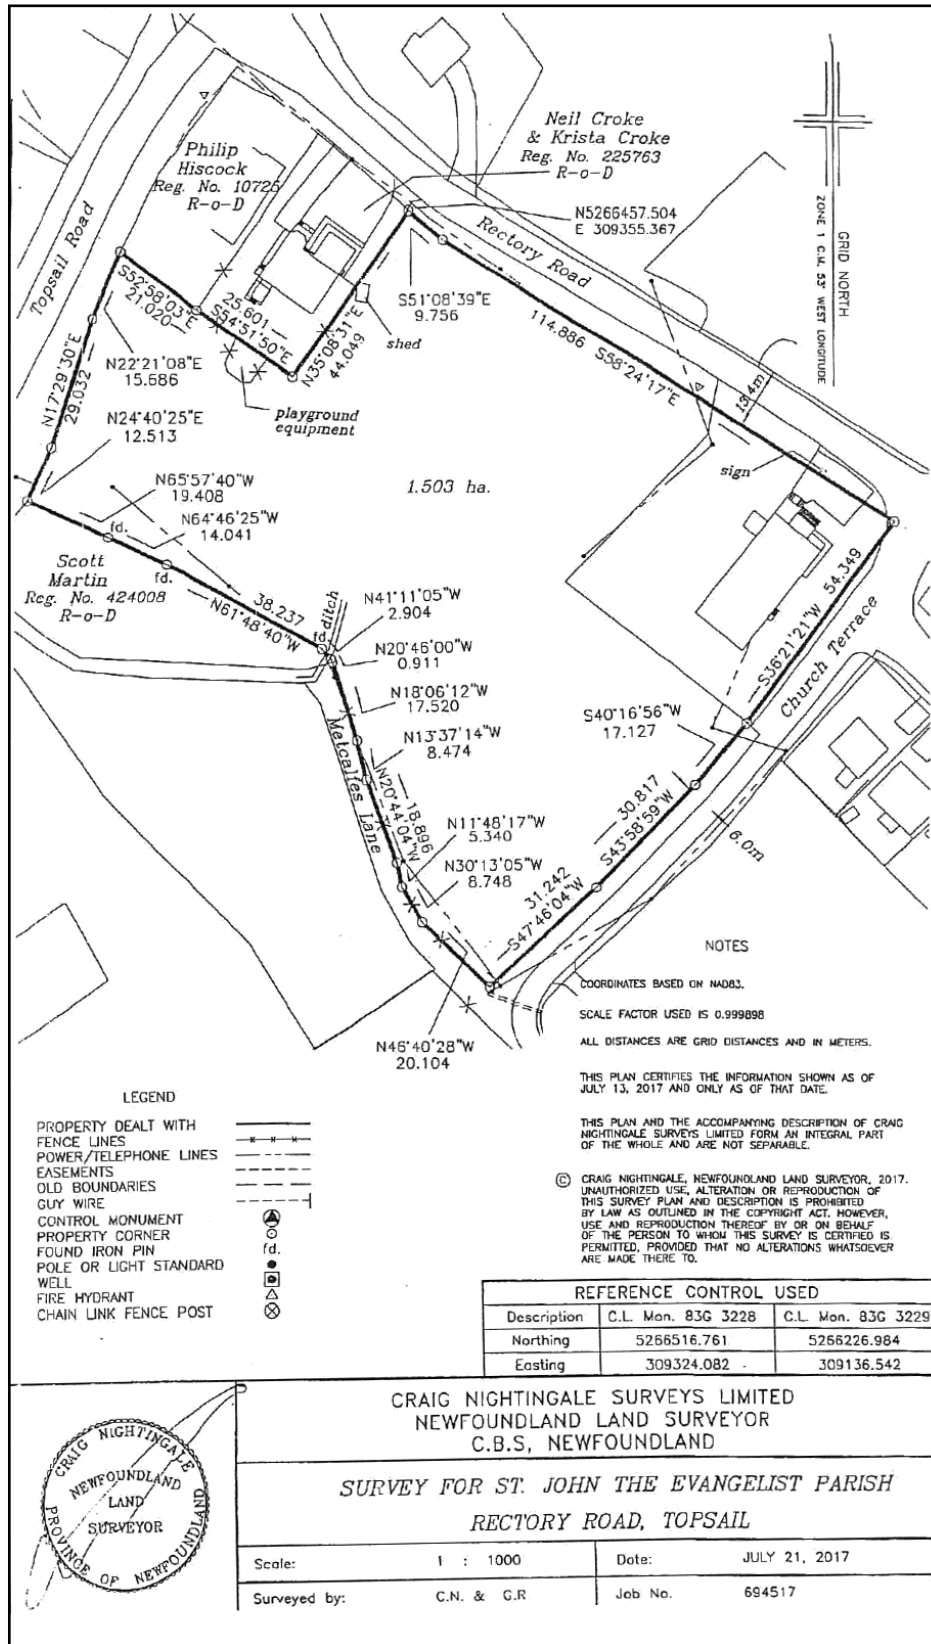 Neil Croke
& Krista Croke
Reg. No. 225763
R-o-D
Philip
Hiscock
Reg. No. 10725
R-o-D
Topsail Road
Rectory Road
N5266457.504
E 309355.367
GRID NORTH
ZONE 1 C.M. 53° WEST LONGITUDE
S52°58'03"E
21.020
25.601
S54°51'50"E
N35°08'31"E
44.049
S51°08'39"E
9.756
114.886
S58°24'17"E
13.4m
shed
N22°21'08"E
15.686
N17°29'30"E
29.032
playground
equipment
N24°40'25"E
12.513
sign
1.503 ha.
N65°57'40"W
19.408
N64°46'25"W
14.041
fd.
fd.
Scott
Martin
Reg. No. 424008
R-o-D
38.237
N61°48'40"W
fd.
ditch
N41°11'05"W
2.904
N20°46'00"W
0.911
N18°06'12"W
17.520
N13°37'14"W
8.474
Metcalfes Lane
N20°44'04"W
18.896
N11°48'17"W
5.340
N30°13'05"W
8.748
54.349
S36°21'21"W
Church Terrace
S40°16'56"W
17.127
30.817
S43°58'59"W
6.0m
31.242
S47°46'04"W
N46°40'28"W
20.104
NOTES
COORDINATES BASED ON NAD83.
SCALE FACTOR USED IS 0.999898
ALL DISTANCES ARE GRID DISTANCES AND IN METERS.
THIS PLAN CERTIFIES THE INFORMATION SHOWN AS OF
JULY 13, 2017 AND ONLY AS OF THAT DATE.
THIS PLAN AND THE ACCOMPANYING DESCRIPTION OF CRAIG
NIGHTINGALE SURVEYS LIMITED FORM AN INTEGRAL PART
OF THE WHOLE AND ARE NOT SEPARABLE.
© CRAIG NIGHTINGALE, NEWFOUNDLAND LAND SURVEYOR, 2017.
UNAUTHORIZED USE, ALTERATION OR REPRODUCTION OF
THIS SURVEY PLAN AND DESCRIPTION IS PROHIBITED
BY LAW AS OUTLINED IN THE COPYRIGHT ACT. HOWEVER,
USE AND REPRODUCTION THEREOF BY OR ON BEHALF
OF THE PERSON TO WHOM THIS SURVEY IS CERTIFIED IS
PERMITTED, PROVIDED THAT NO ALTERATIONS WHATSOEVER
ARE MADE THERE TO.
LEGEND
PROPERTY DEALT WITH
FENCE LINES
POWER/TELEPHONE LINES
EASEMENTS
OLD BOUNDARIES
GUY WIRE
CONTROL MONUMENT
PROPERTY CORNER
FOUND IRON PIN fd.
POLE OR LIGHT STANDARD
WELL
FIRE HYDRANT
CHAIN LINK FENCE POST
REFERENCE CONTROL USED
Description C.L. Mon. 83G 3228 C.L. Mon. 83G 3229
Northing 5266516.761 5266226.984
Easting 309324.082 309136.542
CRAIG NIGHTINGALE
NEWFOUNDLAND
LAND
SURVEYOR
PROVINCE OF NEWFOUNDLAND
CRAIG NIGHTINGALE SURVEYS LIMITED
NEWFOUNDLAND LAND SURVEYOR
C.B.S, NEWFOUNDLAND
SURVEY FOR ST. JOHN THE EVANGELIST PARISH
RECTORY ROAD, TOPSAIL
Scale: 1 : 1000 Date: JULY 21, 2017
Surveyed by: C.N. & G.R Job No. 694517